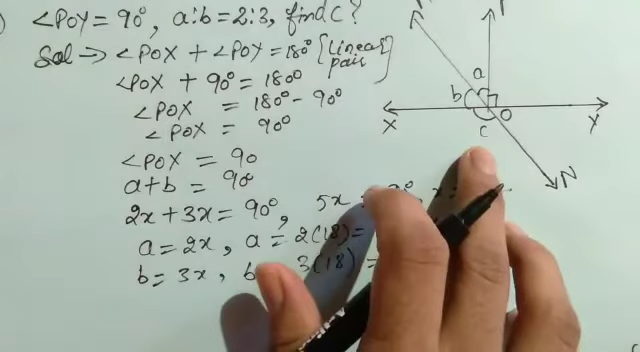 ∠POY = 90°, a:b = 2:3, find C?
Sol → ∠POX + ∠POY = 180° [linear pair]
∠POX + 90° = 180°
∠POX = 180° - 90°
∠POX = 90°
∠POX = 90
a+b = 90°
2x + 3x = 90°, 5x
a = 2x, a = 2(18) =
b = 3x, b 3(18) =
a
b
O
X
C
Y
N